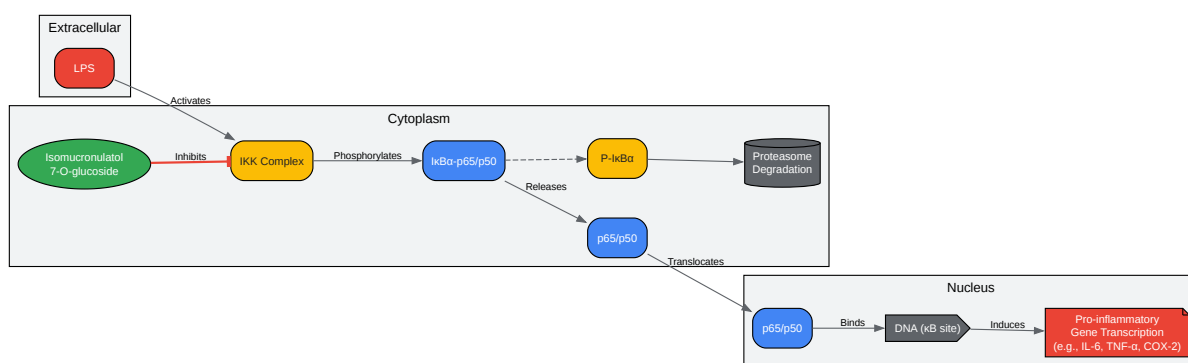 Extracellular
LPS
Activates
Cytoplasm
Isomucronulatol
7-O-glucoside
Inhibits
IKK Complex
Phosphorylates
IκBα-p65/p50
P-IκBα
Proteasome
Degradation
Releases
p65/p50
Translocates
Nucleus
p65/p50
Binds
DNA (κB site)
Induces
Pro-inflammatory
Gene Transcription
(e.g., IL-6, TNF-α, COX-2)